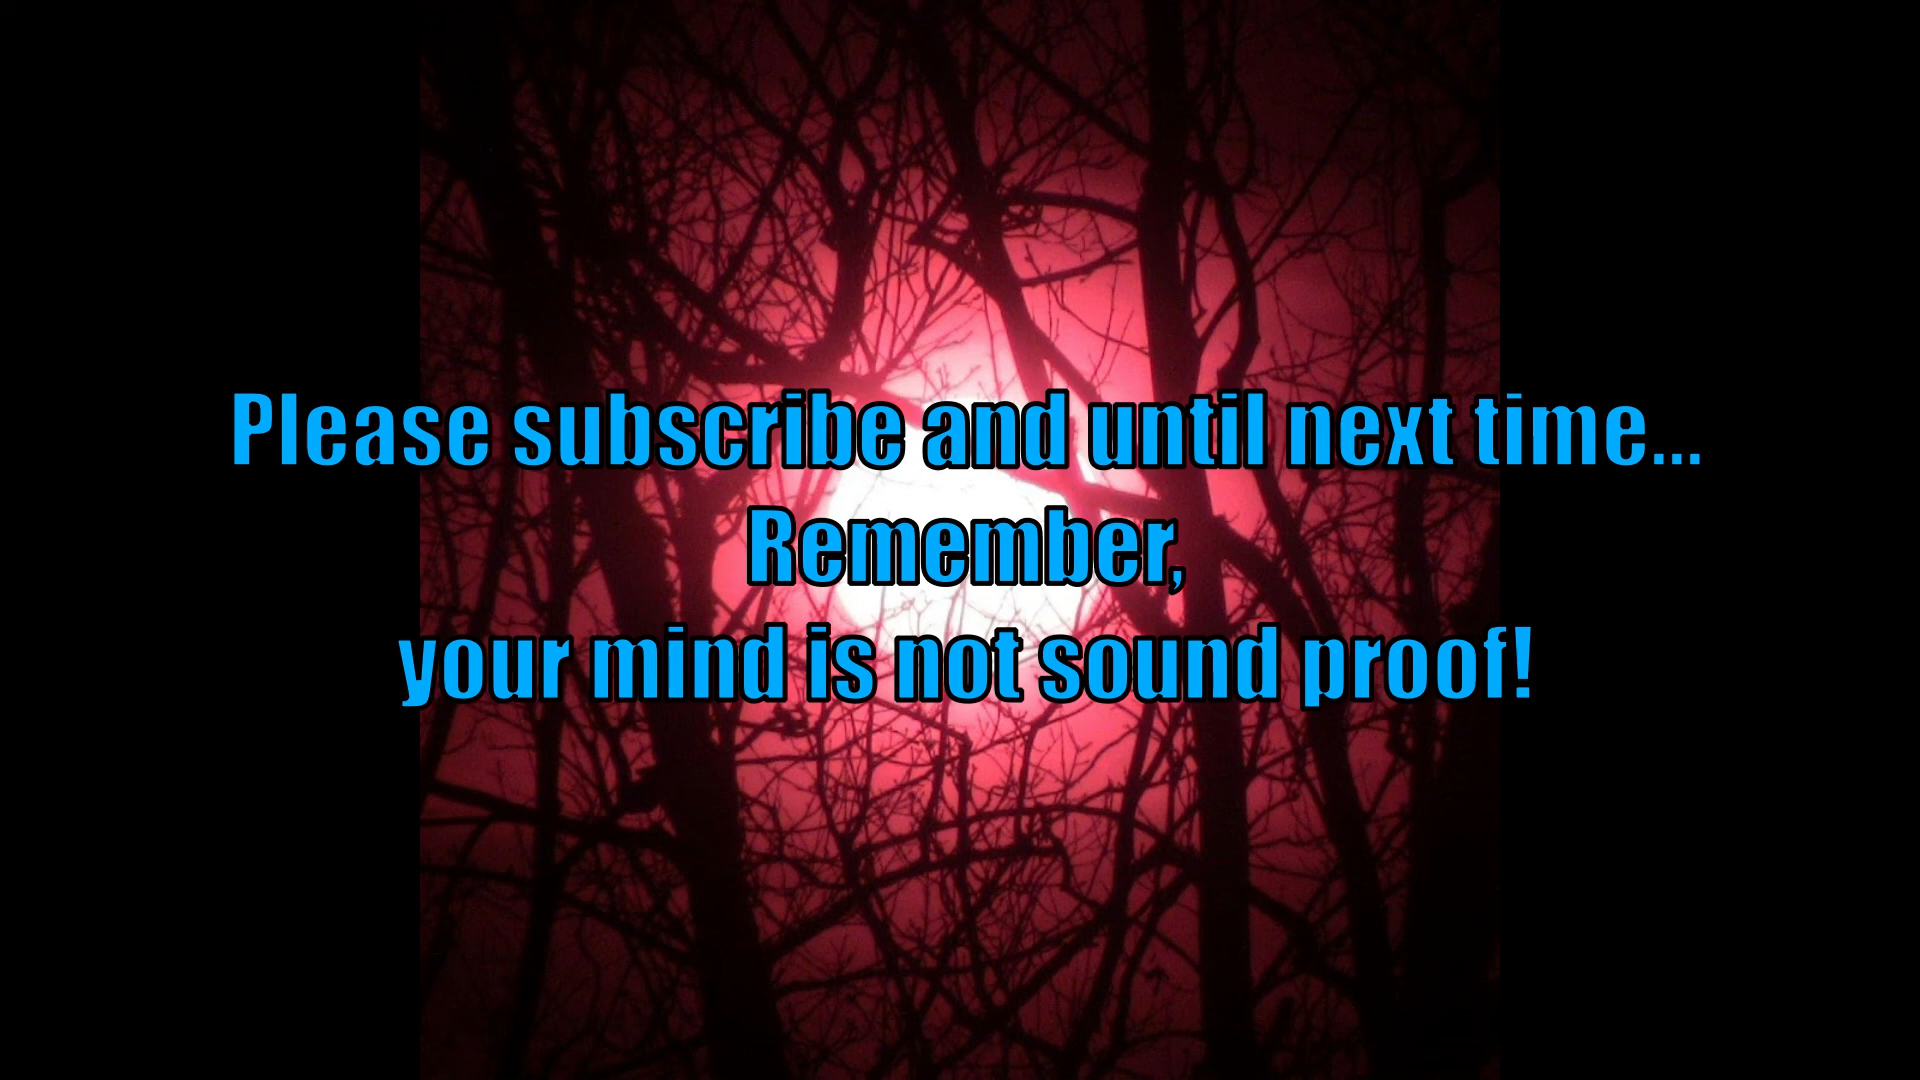 Please subscribe and until next time...
Remember,
your mind is not sound proof!